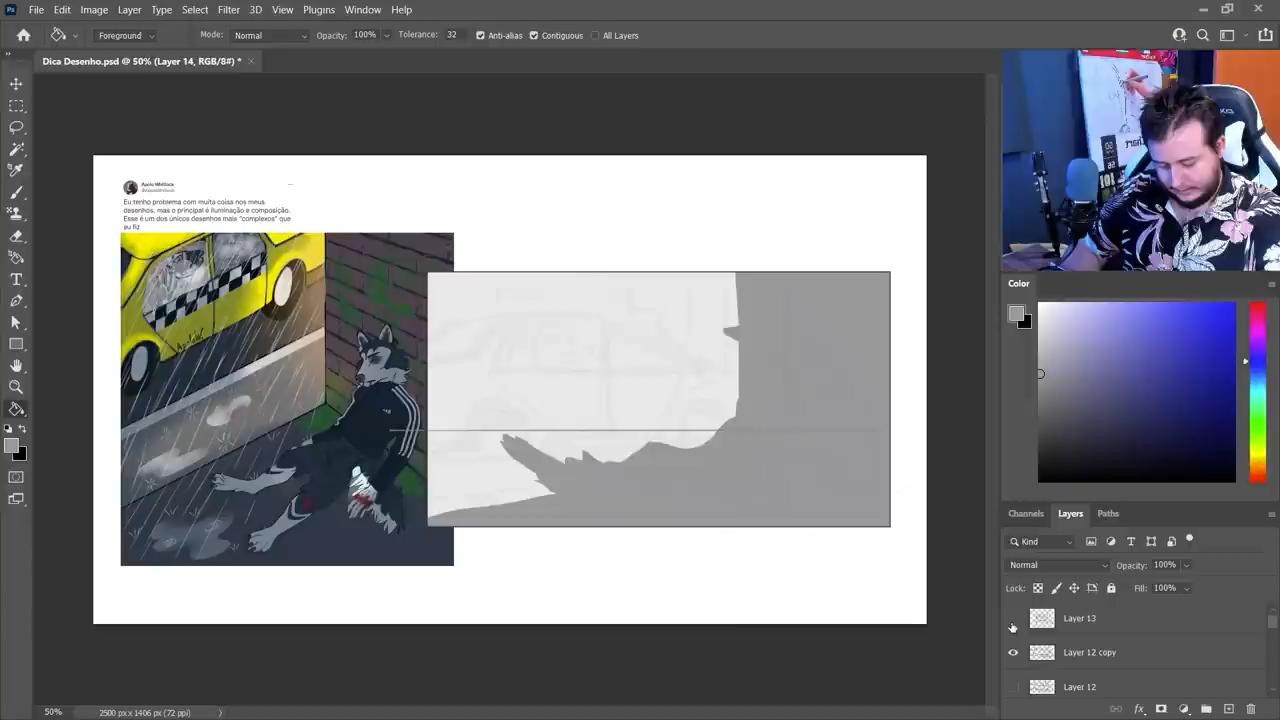 Ps File Edit Image Layer Type Select Filter 3D View Plugins Window Help
Foreground Mode: Normal Opacity: 100% Tolerance: 32 Anti-alias Contiguous All Layers
Dica Desenho.psd @ 50% (Layer 14, RGB/8#) *
Apolo Whitlock
Eu tenho problema com muita coisa nos meus
desenhos, mas o principal é iluminação e composição.
Esse é um dos únicos desenhos mais "complexos" que
eu fiz
Color
Channels Layers Paths
Kind
Normal Opacity: 100%
Lock: Fill: 100%
Layer 13
Layer 12 copy
Layer 12
50% 2500 px x 1406 px (72 ppi)